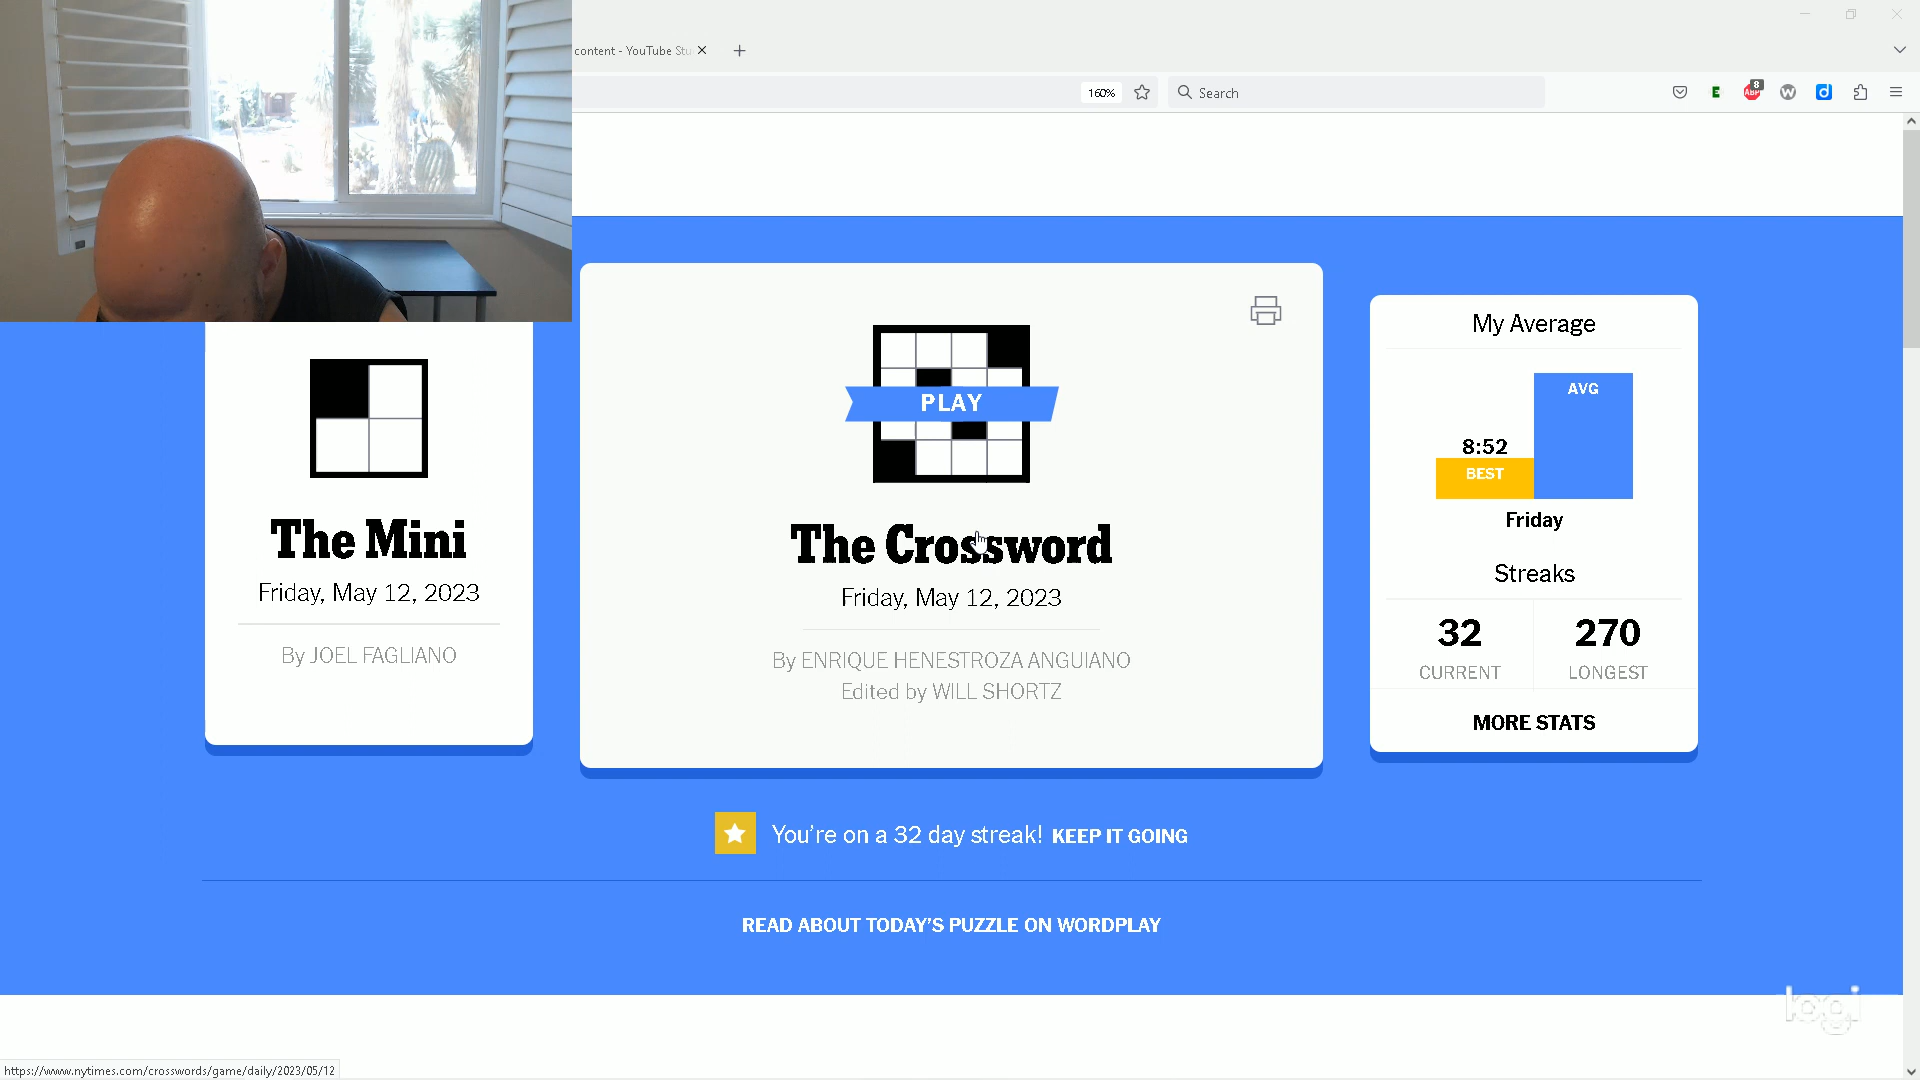 content - YouTube Stu
160%
Search
8
ABP
E
W
d
PLAY
The Mini
Friday, May 12, 2023
By JOEL FAGLIANO
The Crossword
Friday, May 12, 2023
By ENRIQUE HENESTROZA ANGUIANO
Edited by WILL SHORTZ
My Average
AVG
8:52
BEST
Friday
Streaks
32
270
CURRENT
LONGEST
MORE STATS
You're on a 32 day streak! KEEP IT GOING
READ ABOUT TODAY'S PUZZLE ON WORDPLAY
logi
https://www.nytimes.com/crosswords/game/daily/2023/05/12